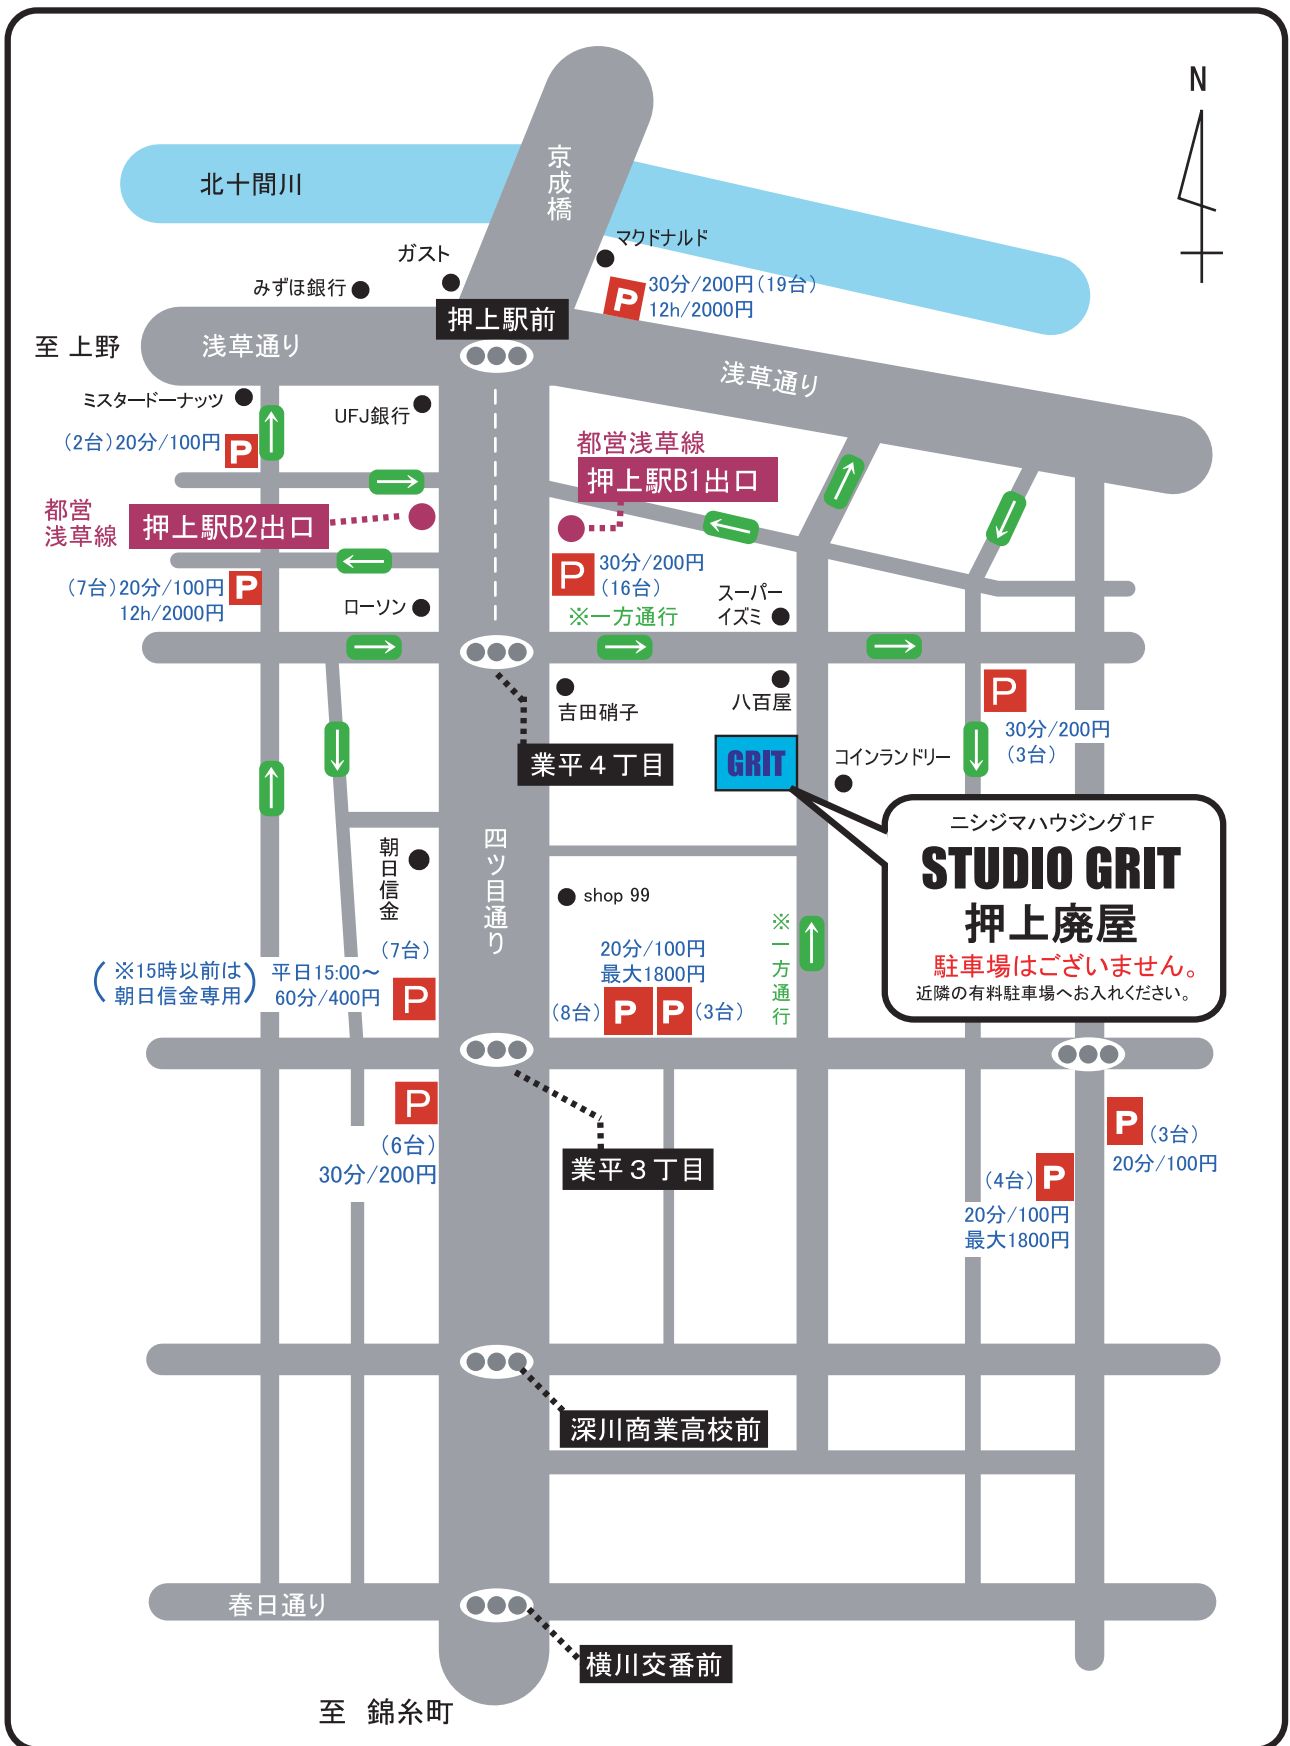 N
京成橋
北十間川
マクドナルド
ガスト
みずほ銀行
P
30分/200円(19台)
12h/2000円
押上駅前
至 上野
浅草通り
浅草通り
ミスタードーナッツ
UFJ銀行
(2台)20分/100円
P
都営浅草線
押上駅B1出口
都営
浅草線
押上駅B2出口
P
30分/200円
(16台)
※一方通行
(7台)20分/100円
12h/2000円
P
ローソン
スーパー
イズミ
吉田硝子
八百屋
P
30分/200円
(3台)
業平4丁目
GRIT
コインランドリー
ニシジマハウジング1F
STUDIO GRIT
押上廃屋
駐車場はございません。
近隣の有料駐車場へお入れください。
四ツ目通り
朝日信金
shop 99
※一方通行
(7台)
(※15時以前は
朝日信金専用)
平日15:00～
60分/400円
P
20分/100円
最大1800円
(8台)
P
P
(3台)
P
(6台)
30分/200円
業平3丁目
P
(3台)
20分/100円
(4台)
P
20分/100円
最大1800円
深川商業高校前
春日通り
横川交番前
至 錦糸町